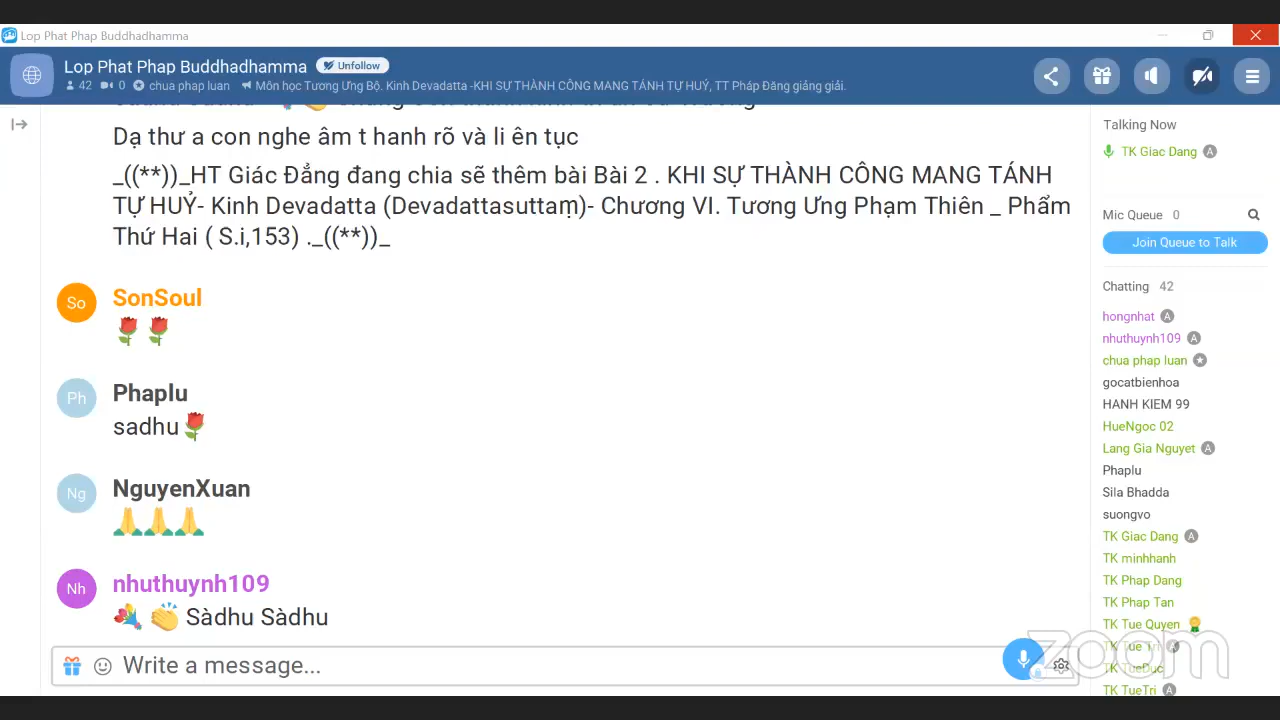 Lop Phat Phap Buddhadhamma
Lop Phat Phap Buddhadhamma Unfollow
42 0 chua phap luan Môn học Tương Ưng Bộ. Kinh Devadatta -KHI SỰ THÀNH CÔNG MANG TÁNH TỰ HUỶ, TT Pháp Đăng giảng giải.
Dạ thư a con nghe âm t hanh rõ và li ên tục
_((**))_HT Giác Đẳng đang chia sẽ thêm bài Bài 2 . KHI SỰ THÀNH CÔNG MANG TÁNH
TỰ HUỶ- Kinh Devadatta (Devadattasuttaṃ)- Chương VI. Tương Ưng Phạm Thiên _ Phẩm
Thứ Hai ( S.i,153) ._((**))_
So SonSoul
🌹🌹
Ph Phaplu
sadhu🌹
Ng NguyenXuan
🙏🙏🙏
Nh nhuthuynh109
💐 👏 Sàdhu Sàdhu
Write a message...
Talking Now
TK Giac Dang A
Mic Queue 0
Join Queue to Talk
Chatting 42
hongnhat A
nhuthuynh109 A
chua phap luan
gocatbienhoa
HANH KIEM 99
HueNgoc 02
Lang Gia Nguyet A
Phaplu
Sila Bhadda
suongvo
TK Giac Dang A
TK minhhanh
TK Phap Dang
TK Phap Tan
TK Tue Quyen
TK Tue Tri A
TK TueDuc
TK TueTri A
zoom